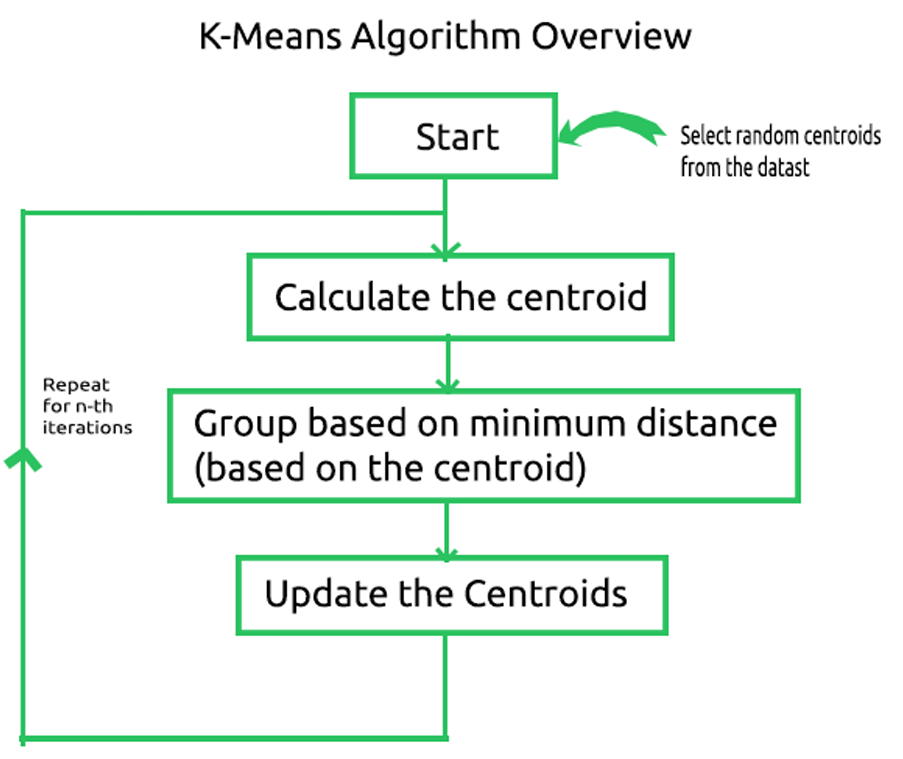 K-Means Algorithm Overview
Start
Select random centroids
from the datast
Calculate the centroid
Repeat
for n-th
iterations
Group based on minimum distance
(based on the centroid)
Update the Centroids